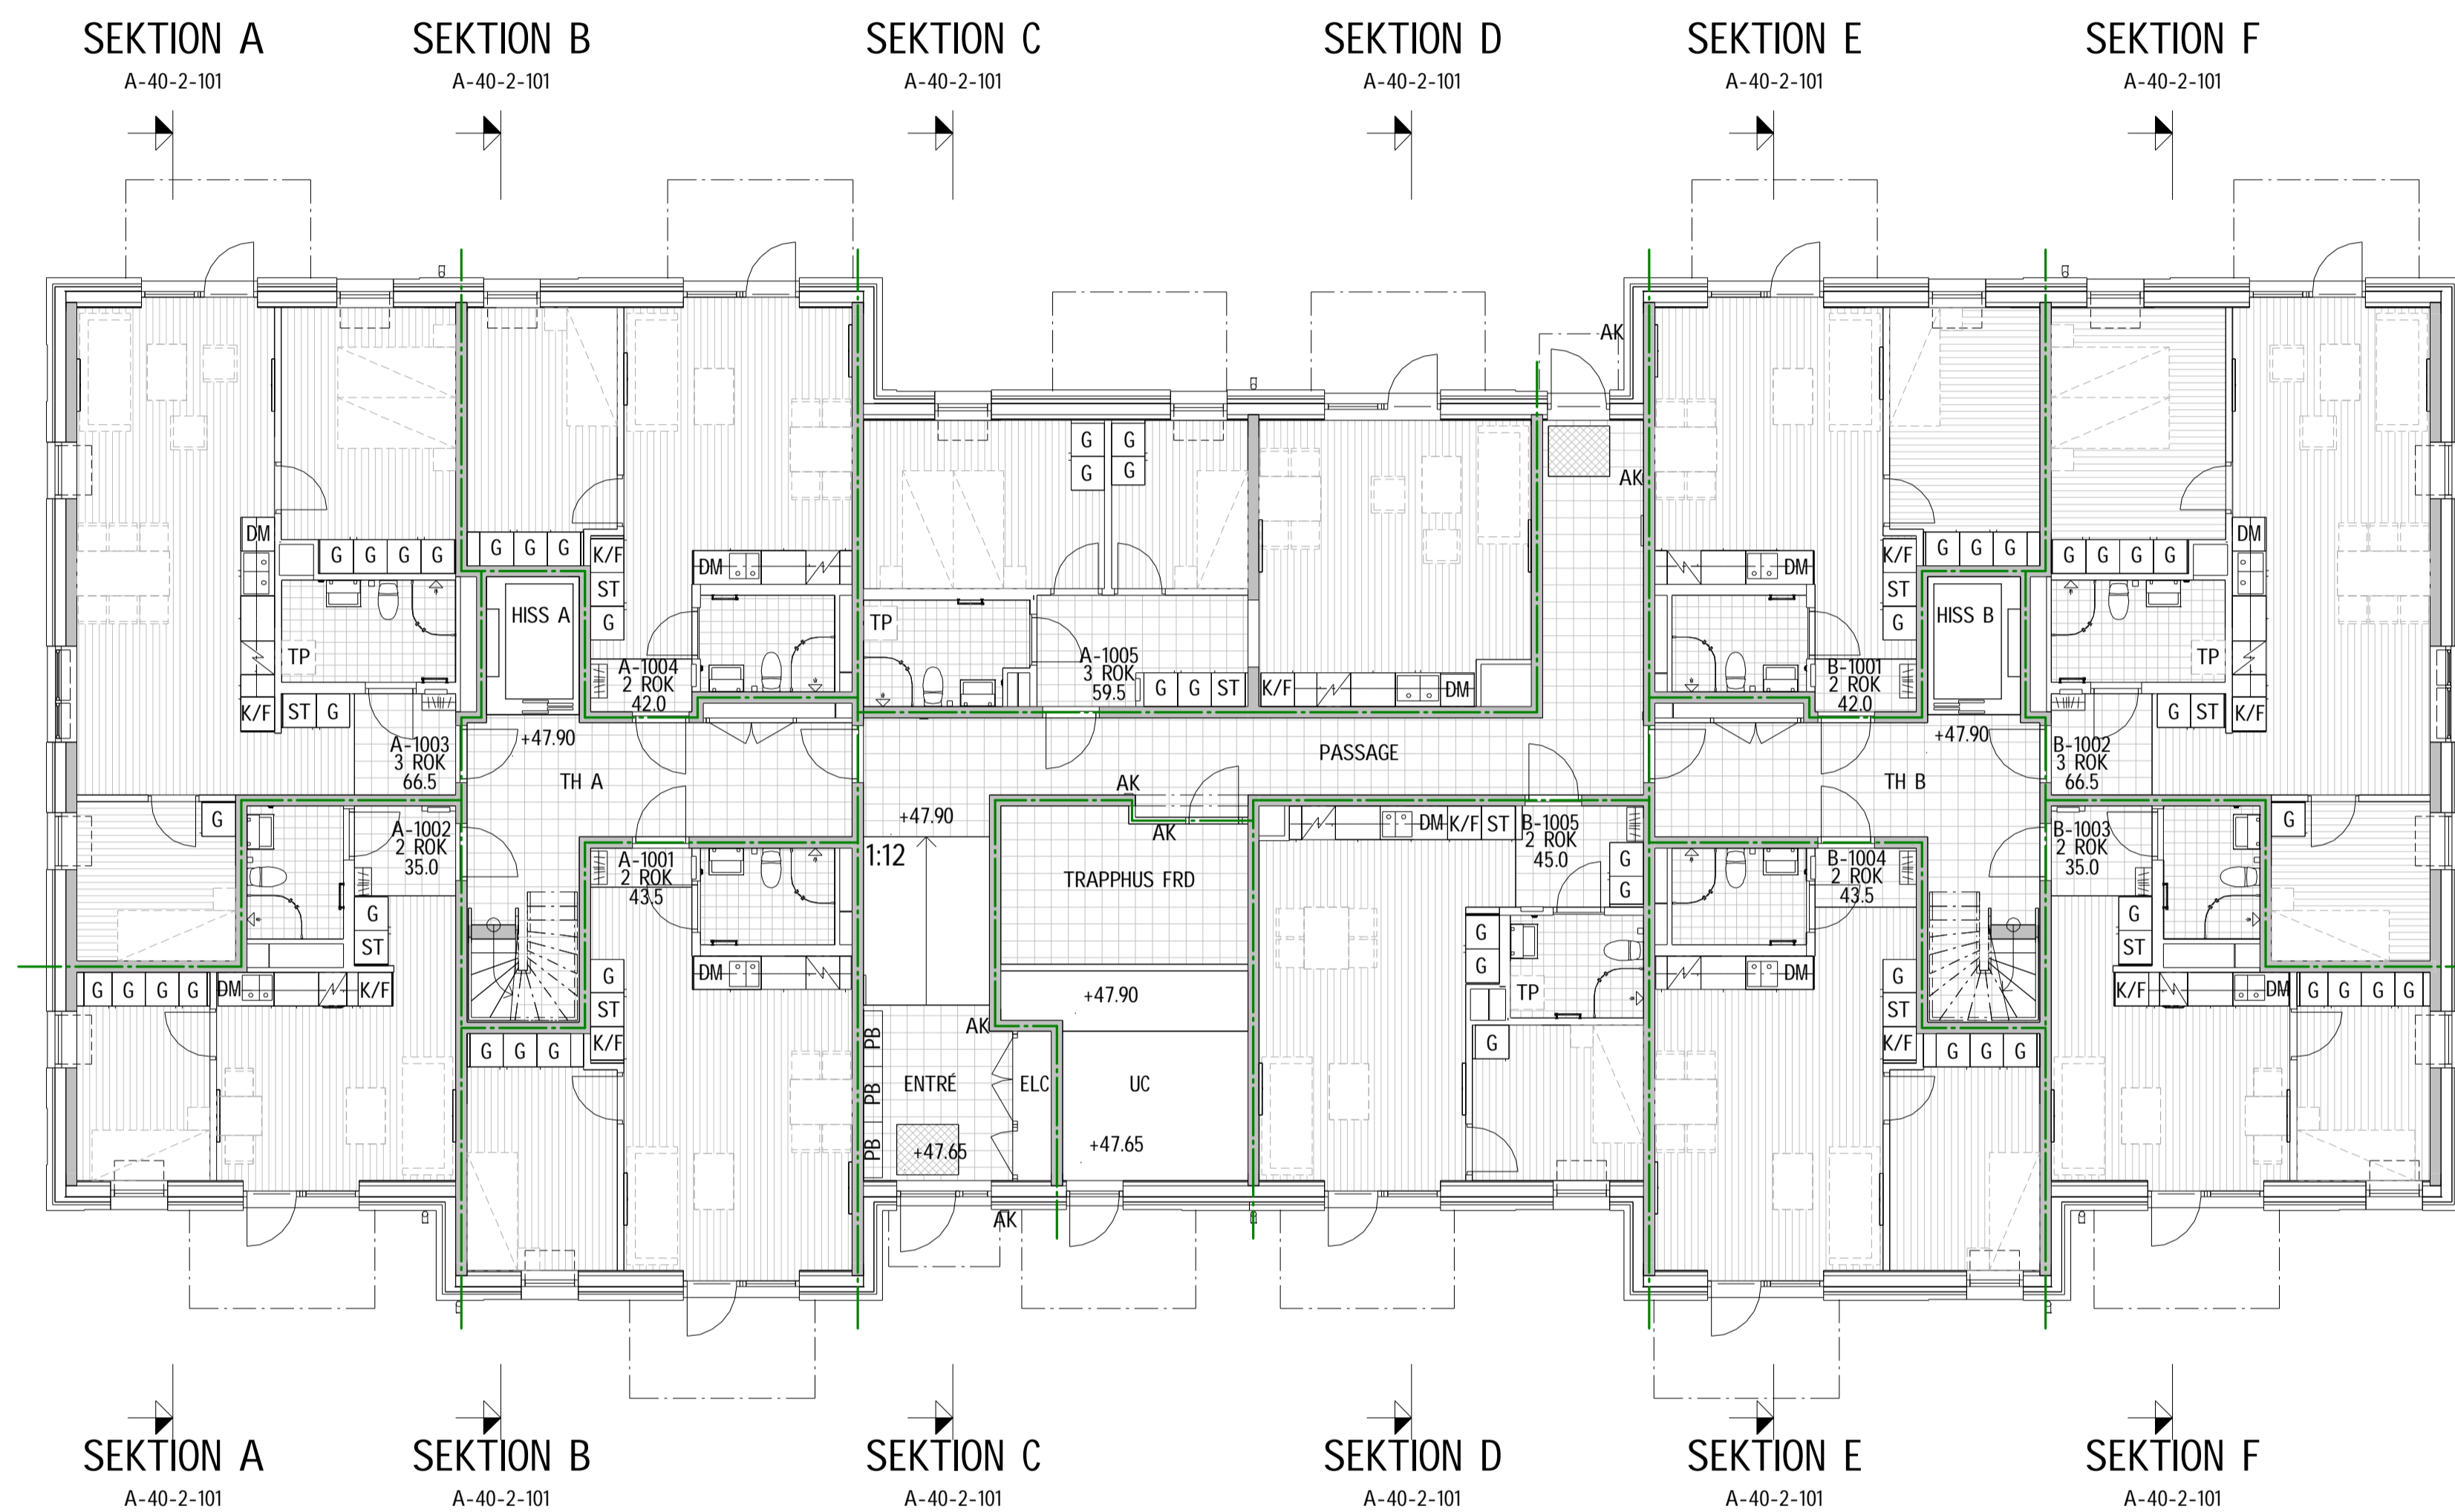 SEKTION A
A-40-2-101
SEKTION B
A-40-2-101
SEKTION C
A-40-2-101
SEKTION D
A-40-2-101
SEKTION E
A-40-2-101
SEKTION F
A-40-2-101
AK
AK
G G
G G
DM
G G G G
G G G
K/F
ST
G
DM
K/F
ST
G
DM
G G G
G G G G
DM
HISS A
HISS B
TP
TP
TP
A-1004
2 ROK
42.0
A-1005
3 ROK
59.5
G G ST
K/F
DM
B-1001
2 ROK
42.0
K/F
ST G
G ST
K/F
A-1003
3 ROK
66.5
+47.90
TH A
PASSAGE
AK
+47.90
TH B
B-1002
3 ROK
66.5
G
A-1002
2 ROK
35.0
+47.90
AK
1:12
A-1001
2 ROK
43.5
TRAPPHUS FRD
DM K/F ST
B-1005
2 ROK
45.0
G
G
B-1004
2 ROK
43.5
B-1003
2 ROK
35.0
G
G
ST
G
G
G
ST
G G G G
DM
K/F
G
ST
K/F
DM
G G G
+47.90
AK
TP
G
DM
G
ST
K/F
G G G
K/F
DM
G G G G
PB
PB
PB
ENTRÉ
ELC
UC
+47.65
+47.65
AK
SEKTION A
A-40-2-101
SEKTION B
A-40-2-101
SEKTION C
A-40-2-101
SEKTION D
A-40-2-101
SEKTION E
A-40-2-101
SEKTION F
A-40-2-101